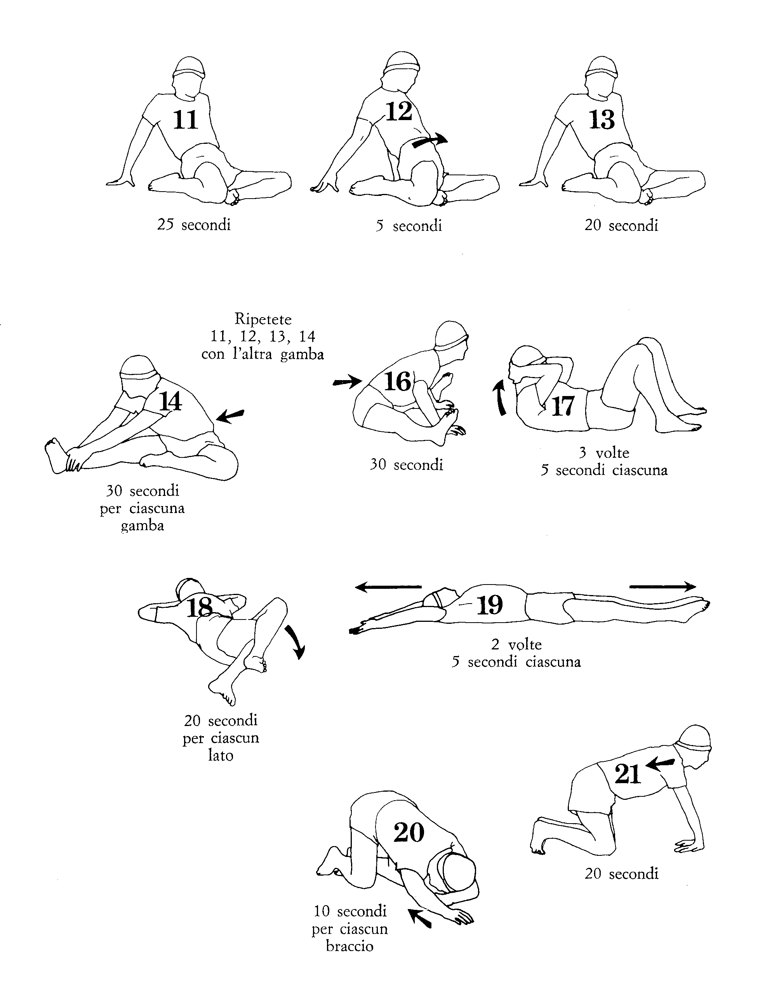 11
12
13
25 secondi
5 secondi
20 secondi
Ripetete
11, 12, 13, 14
con l'altra gamba
14
16
17
30 secondi
per ciascuna
gamba
30 secondi
3 volte
5 secondi ciascuna
18
19
20 secondi
per ciascun
lato
2 volte
5 secondi ciascuna
20
21
10 secondi
per ciascun
braccio
20 secondi